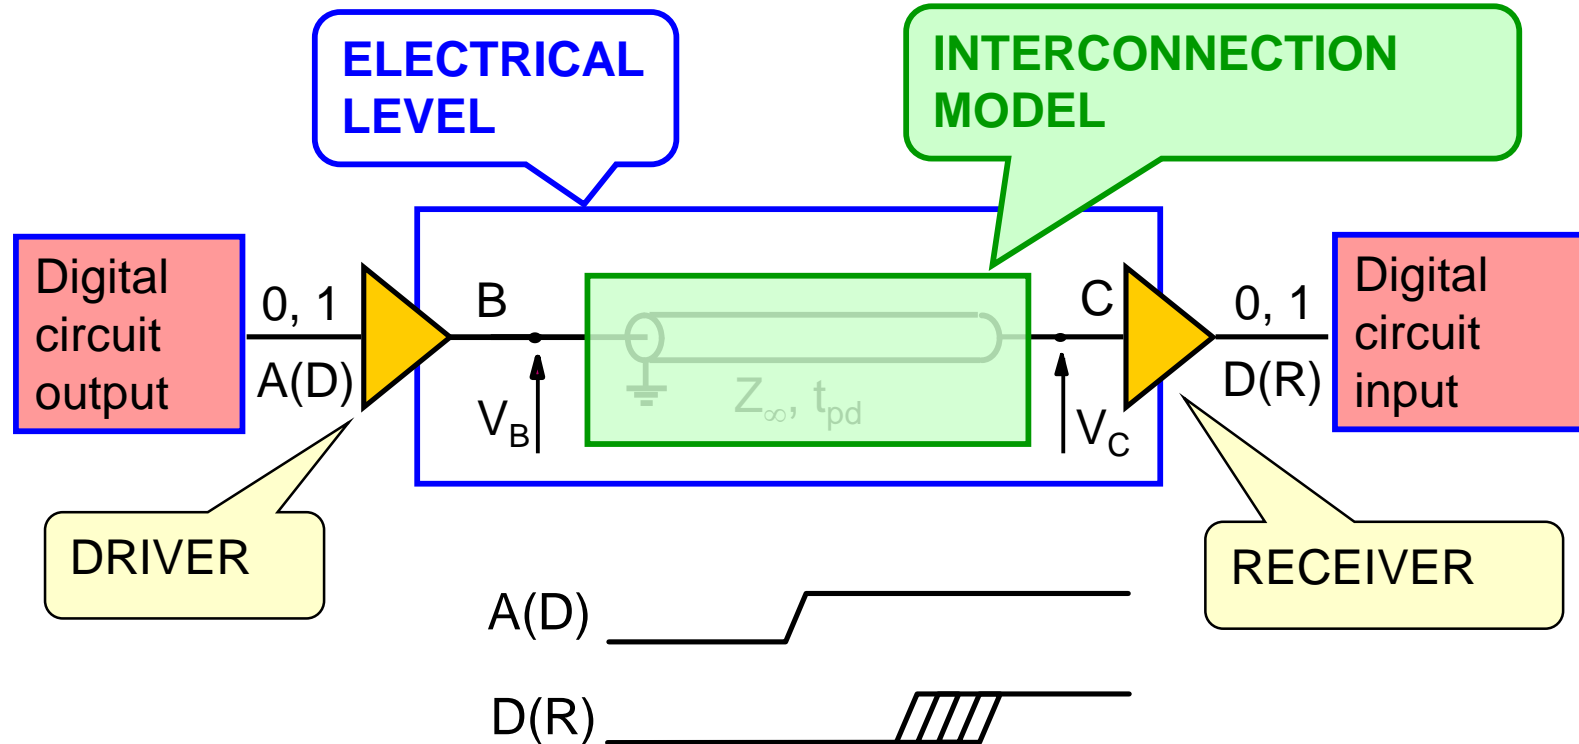 ELECTRICAL
LEVEL
INTERCONNECTION
MODEL
Digital
circuit
output
0, 1
A(D)
B
V_B
Z_∞, t_pd
C
V_C
0, 1
D(R)
Digital
circuit
input
DRIVER
RECEIVER
A(D)
D(R)